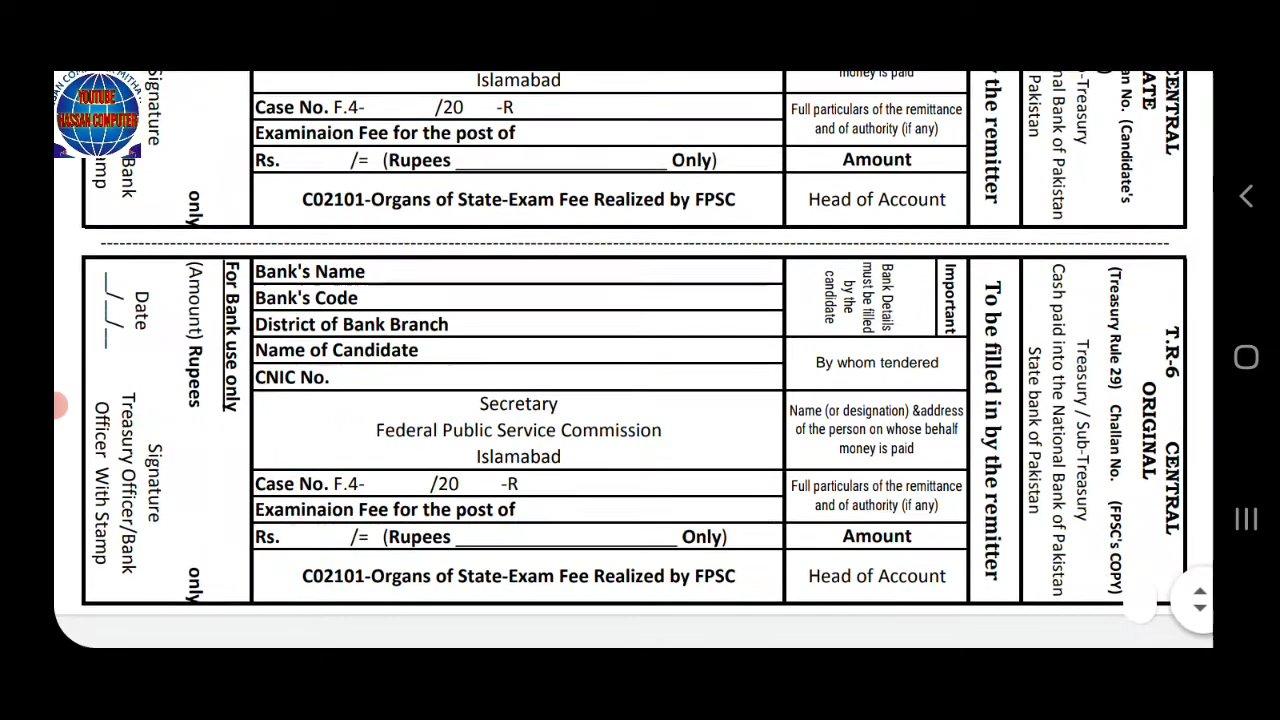 YOUTUBE
HASSAN COMPUTER
Signature
Bank
only
Islamabad
Case No. F.4- /20 -R
Examinaion Fee for the post of
Rs. /= (Rupees ____________________ Only)
C02101-Organs of State-Exam Fee Realized by FPSC
money is paid
Full particulars of the remittance
and of authority (if any)
Amount
Head of Account
the remitter
Pakistan
Bank of Pakistan
Treasury
No. (Candidate's
CENTRAL
Date
__/__/__
Signature
Treasury Officer/Bank
Officer With Stamp
(Amount) Rupees
only
For Bank use only
Bank's Name
Bank's Code
District of Bank Branch
Name of Candidate
CNIC No.
Secretary
Federal Public Service Commission
Islamabad
Case No. F.4- /20 -R
Examinaion Fee for the post of
Rs. /= (Rupees _____________________ Only)
C02101-Organs of State-Exam Fee Realized by FPSC
Important
Bank Details
must be filled
by the
candidate
By whom tendered
Name (or designation) &address
of the person on whose behalf
money is paid
Full particulars of the remittance
and of authority (if any)
Amount
Head of Account
To be filled in by the remitter
T.R-6 CENTRAL
ORIGINAL
(Treasury Rule 29) Challan No. (FPSC's COPY)
Treasury / Sub-Treasury
Cash paid into the National Bank of Pakistan
State bank of Pakistan